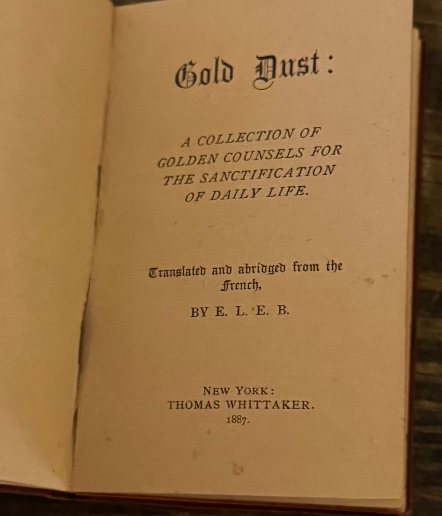 Gold Dust:
A COLLECTION OF
GOLDEN COUNSELS FOR
THE SANCTIFICATION
OF DAILY LIFE.
Translated and abridged from the
French,
BY E. L. E. B.
NEW YORK:
THOMAS WHITTAKER.
1887.